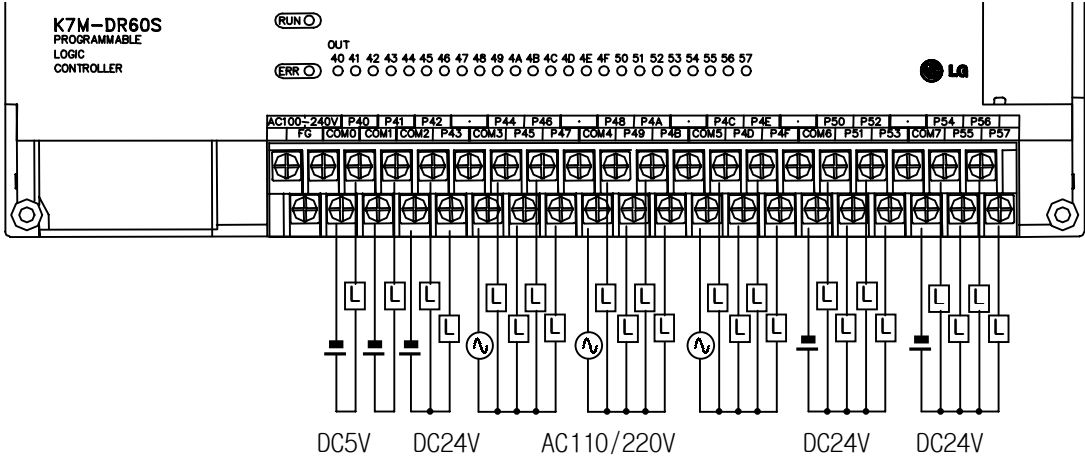 K7M-DR60S
PROGRAMMABLE
LOGIC
CONTROLLER
RUN
ERR
OUT
40 41 42 43 44 45 46 47 48 49 4A 4B 4C 4D 4E 4F 50 51 52 53 54 55 56 57
LG
AC100-240V P40 P41 P42 · P44 P46 · P48 P4A · P4C P4E · P50 P52 · P54 P56
FG COM0 COM1 COM2 P43 COM3 P45 P47 COM4 P49 P4B COM5 P4D P4F COM6 P51 P53 COM7 P55 P57
L L L L L L L L L L L L
L L L L L L L L L L L L
DC5V DC24V AC110/220V DC24V DC24V